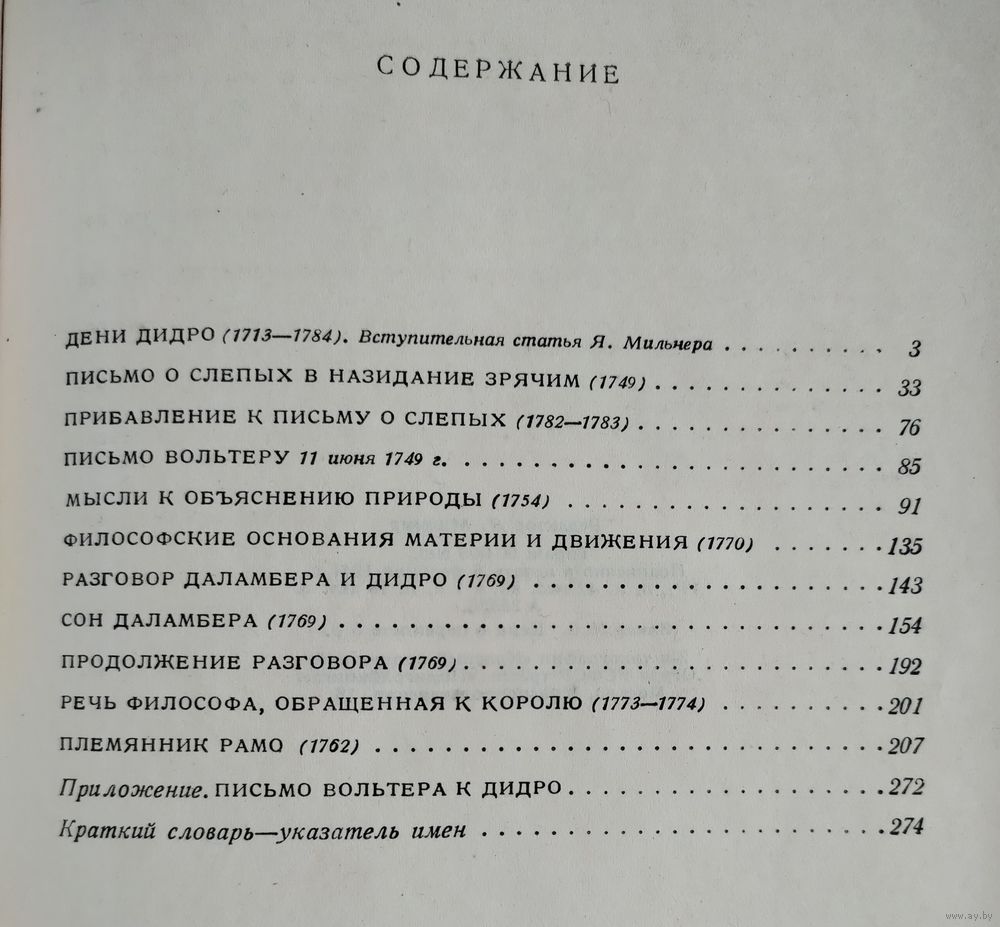 СОДЕРЖАНИЕ
ДЕНИ ДИДРО (1713—1784). Вступительная статья Я. Мильнера . . . . . . . . . . 3
ПИСЬМО О СЛЕПЫХ В НАЗИДАНИЕ ЗРЯЧИМ (1749) . . . . . . . . . . . . . 33
ПРИБАВЛЕНИЕ К ПИСЬМУ О СЛЕПЫХ (1782—1783) . . . . . . . . . . . . . . 76
ПИСЬМО ВОЛЬТЕРУ 11 июня 1749 г. . . . . . . . . . . . . . . . . . . . . . . . 85
МЫСЛИ К ОБЪЯСНЕНИЮ ПРИРОДЫ (1754) . . . . . . . . . . . . . . . . . . 91
ФИЛОСОФСКИЕ ОСНОВАНИЯ МАТЕРИИ И ДВИЖЕНИЯ (1770) . . . . . . . 135
РАЗГОВОР ДАЛАМБЕРА И ДИДРО (1769) . . . . . . . . . . . . . . . . . . . . 143
СОН ДАЛАМБЕРА (1769) . . . . . . . . . . . . . . . . . . . . . . . . . . . . . . 154
ПРОДОЛЖЕНИЕ РАЗГОВОРА (1769) . . . . . . . . . . . . . . . . . . . . . . . . 192
РЕЧЬ ФИЛОСОФА, ОБРАЩЕННАЯ К КОРОЛЮ (1773—1774) . . . . . . . . . . 201
ПЛЕМЯННИК РАМО (1762) . . . . . . . . . . . . . . . . . . . . . . . . . . . . . 207
Приложение. ПИСЬМО ВОЛЬТЕРА К ДИДРО . . . . . . . . . . . . . . . . . . 272
Краткий словарь—указатель имен . . . . . . . . . . . . . . . . . . . . . . . 274
www.ay.by